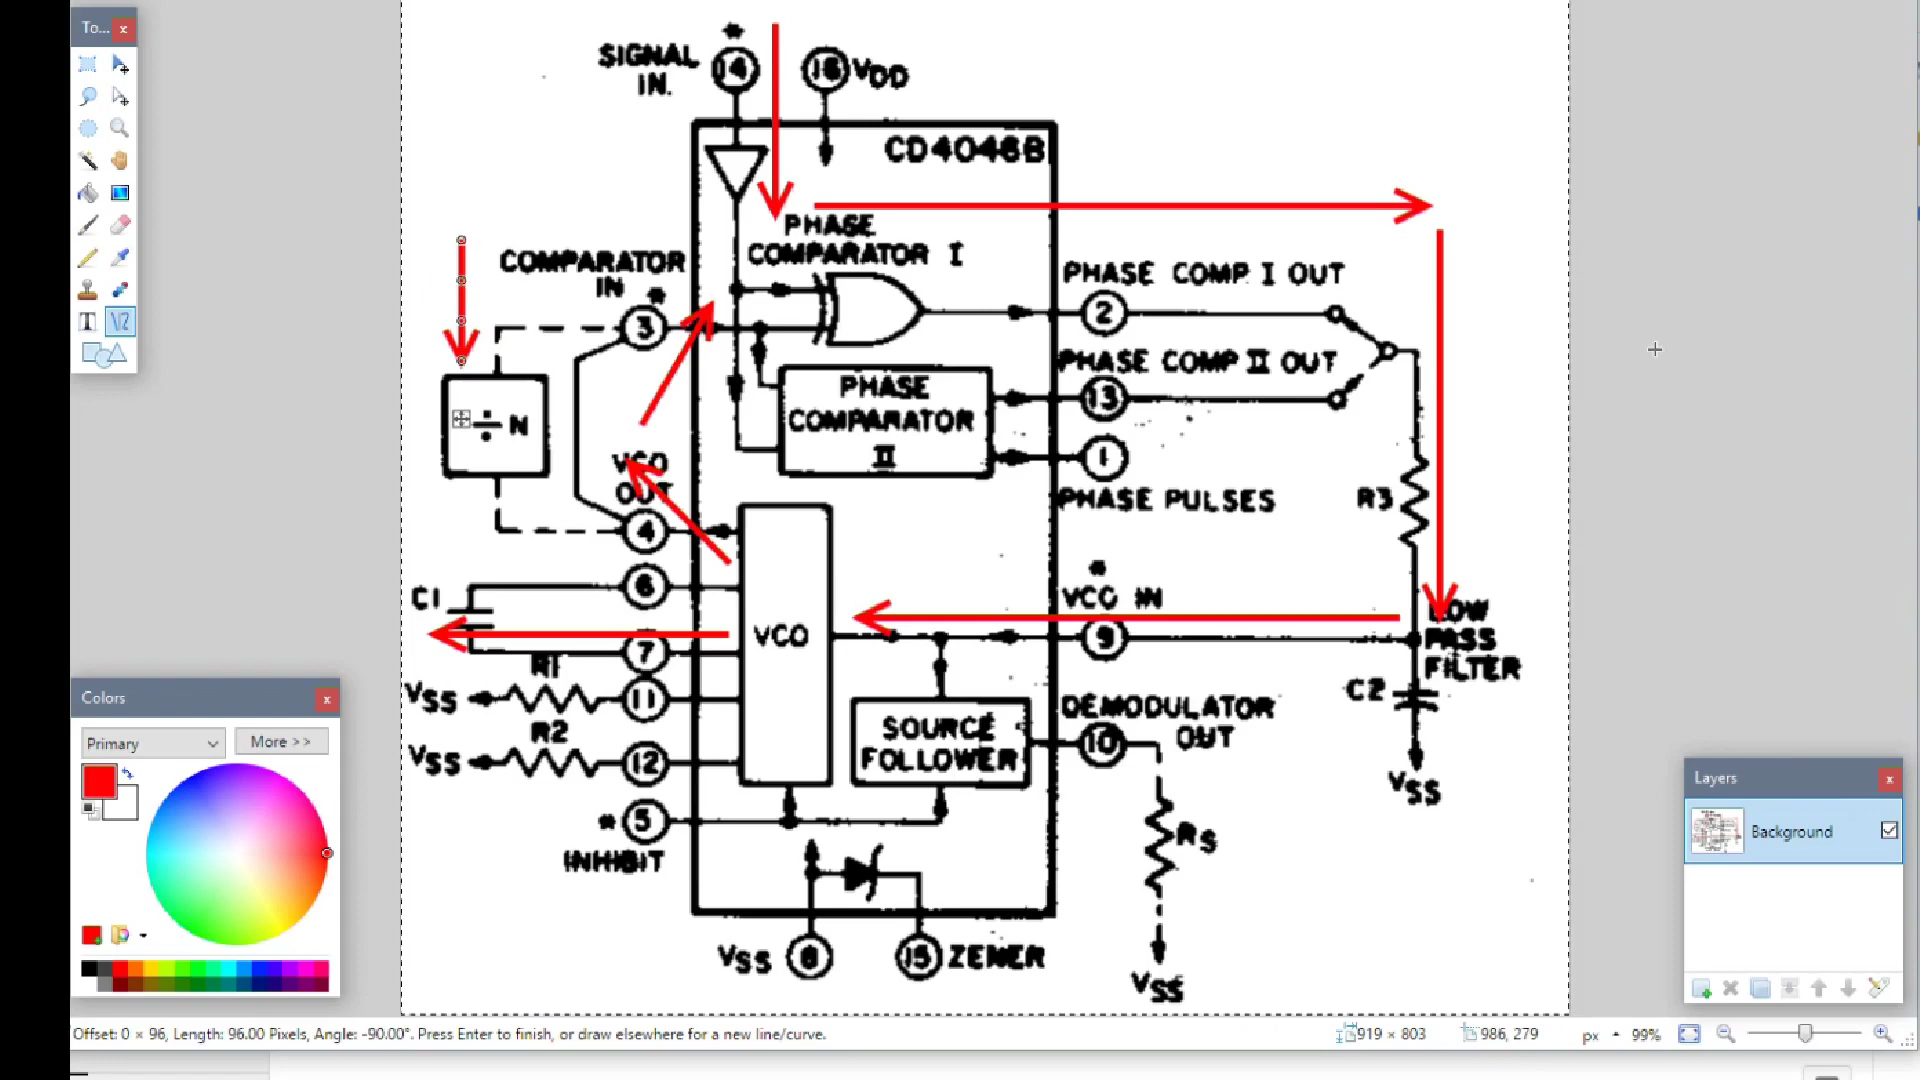 To...
SIGNAL
IN.
*
14
16
VDD
CD4046B
PHASE
COMPARATOR I
COMPARATOR
IN
*
3
PHASE COMP I OUT
2
PHASE COMP II OUT
13
÷ N
PHASE
COMPARATOR
II
1
PHASE PULSES
R3
VCO
OUT
4
C1
6
7
VCO
*
VCO IN
9
LOW
PASS
FILTER
C2
VSS
R1
VSS
11
R2
VSS
12
SOURCE
FOLLOWER
DEMODULATOR
OUT
10
RS
VSS
* 5
INHIBIT
VSS 8
15 ZENER
Colors
Primary
More >>
Layers
Background
Offset: 0 × 96, Length: 96.00 Pixels, Angle: -90.00°. Press Enter to finish, or draw elsewhere for a new line/curve.
919 × 803
986, 279
px
99%